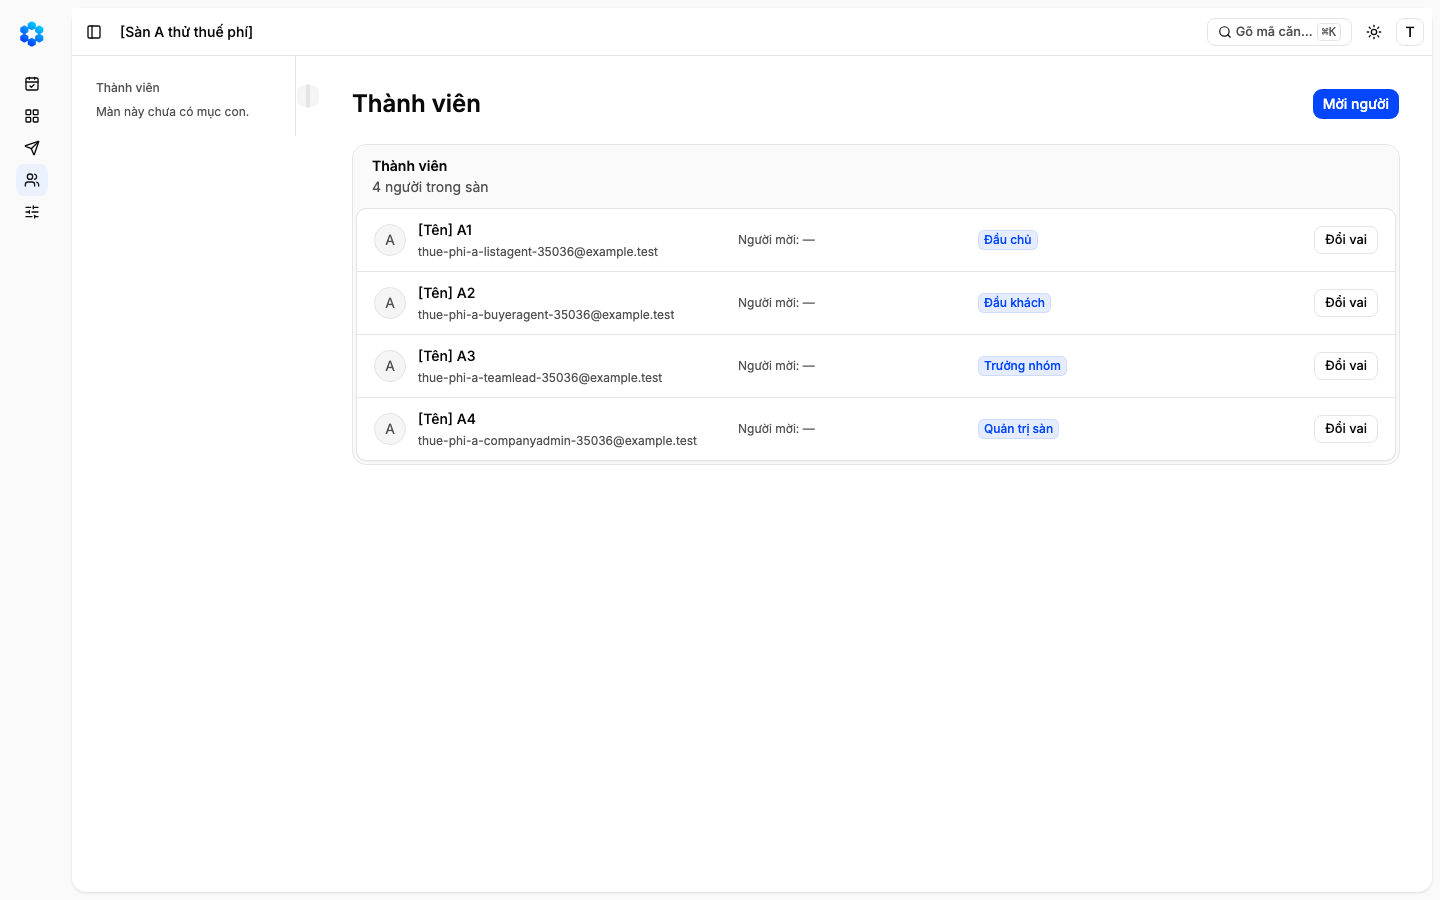 [Sàn A thử thuế phí]
Gõ mã căn... ⌘K
T
Thành viên
Màn này chưa có mục con.
Thành viên
Mời người
Thành viên
4 người trong sàn
A
[Tên] A1
thue-phi-a-listagent-35036@example.test
Người mời: —
Đầu chủ
Đổi vai
A
[Tên] A2
thue-phi-a-buyeragent-35036@example.test
Người mời: —
Đầu khách
Đổi vai
A
[Tên] A3
thue-phi-a-teamlead-35036@example.test
Người mời: —
Trưởng nhóm
Đổi vai
A
[Tên] A4
thue-phi-a-companyadmin-35036@example.test
Người mời: —
Quản trị sàn
Đổi vai